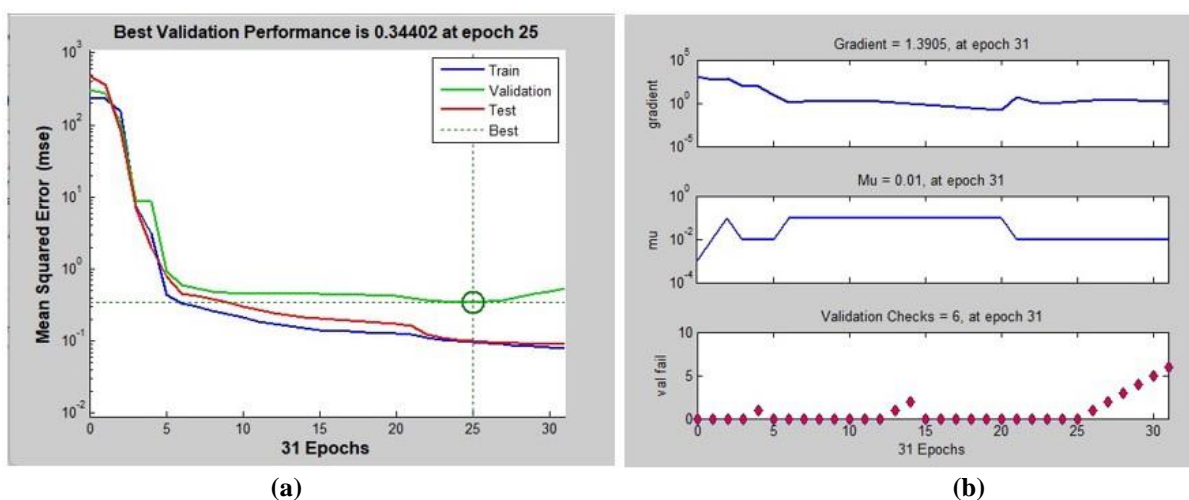 Best Validation Performance is 0.34402 at epoch 25
Mean Squared Error (mse)
10^3
10^2
10^1
10^0
10^-1
10^-2
Train
Validation
Test
Best
0 5 10 15 20 25 30
31 Epochs
(a)
Gradient = 1.3905, at epoch 31
gradient
10^5
10^0
10^-5
Mu = 0.01, at epoch 31
mu
10^0
10^-2
10^-4
Validation Checks = 6, at epoch 31
val fail
10
5
0
0 5 10 15 20 25 30
31 Epochs
(b)